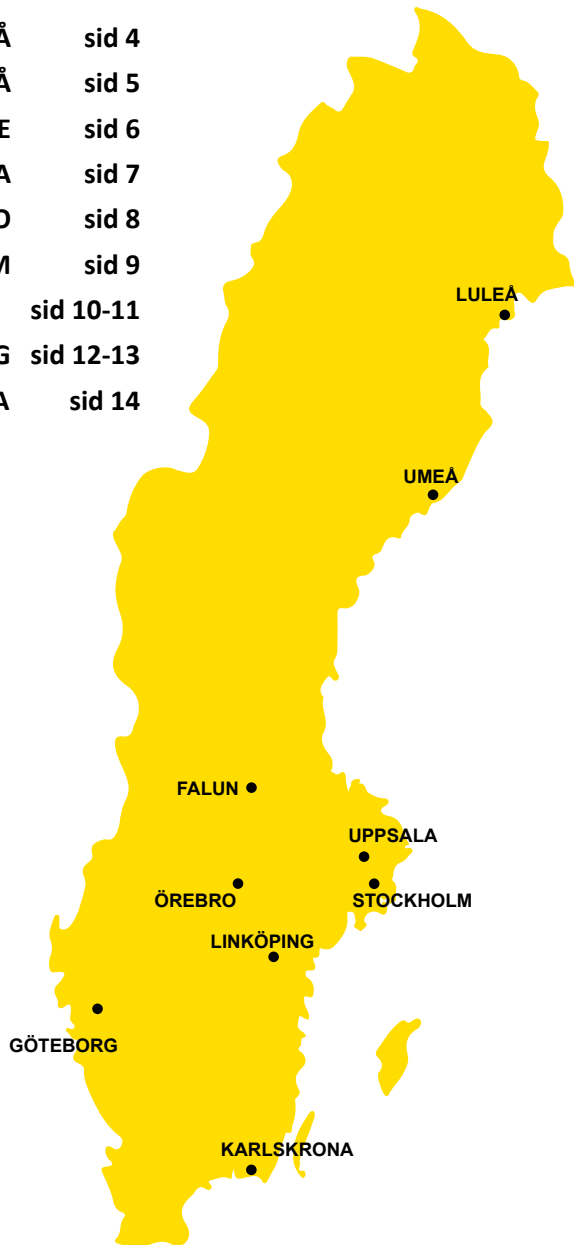 Å sid 4
Å sid 5
E sid 6
A sid 7
O sid 8
M sid 9
sid 10-11
G sid 12-13
A sid 14
LULEÅ
UMEÅ
FALUN
UPPSALA
ÖREBRO
STOCKHOLM
LINKÖPING
GÖTEBORG
KARLSKRONA